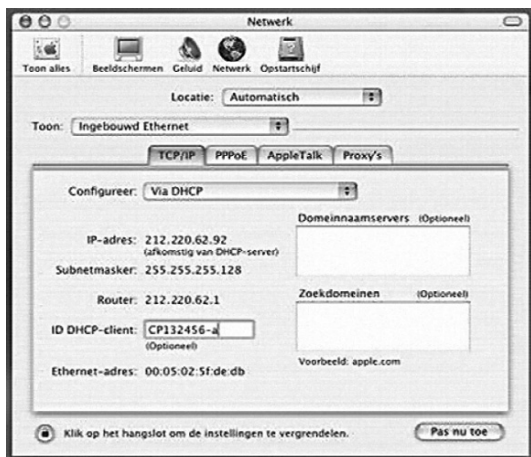 Netwerk
Toon alles Beeldschermen Geluid Netwerk Opstartschijf
Locatie: Automatisch
Toon: Ingebouwd Ethernet
TCP/IP PPPoE AppleTalk Proxy's
Configureer: Via DHCP
Domeinnaamservers (Optioneel)
IP-adres: 212.220.62.92
(afkomstig van DHCP-server)
Subnetmasker: 255.255.255.128
Router: 212.220.62.1
Zoekdomeinen (Optioneel)
ID DHCP-client: CP132456-a
(Optioneel)
Voorbeeld: apple.com
Ethernet-adres: 00:05:02:5f:de:db
Klik op het hangslot om de instellingen te vergrendelen.
Pas nu toe